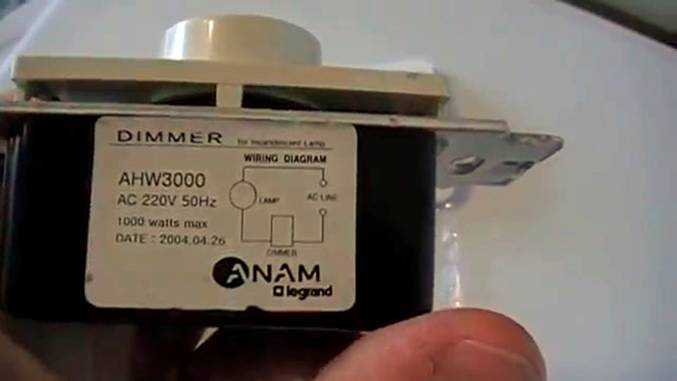 DIMMER for Incandescent Lamp
WIRING DIAGRAM
AHW3000
AC 220V 50Hz
1000 watts max
DATE : 2004.04.26
LAMP
AC LINE
DIMMER
ANAM
legrand